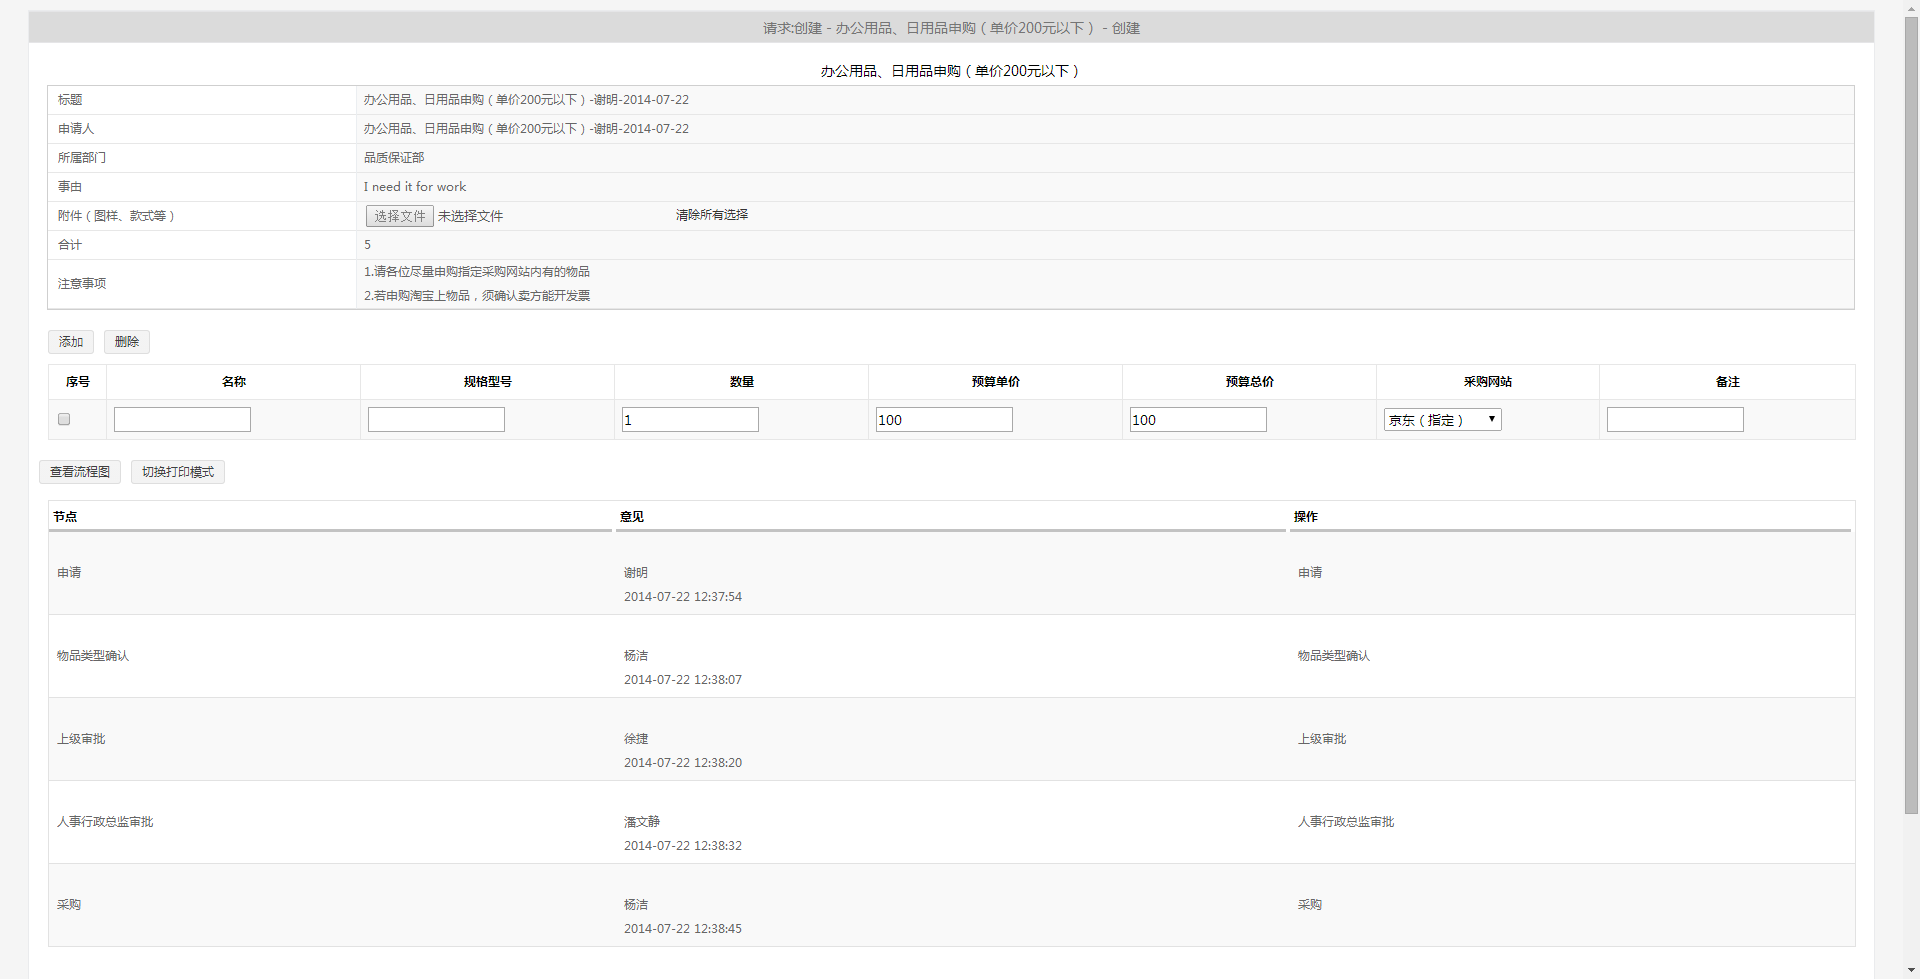 请求:创建 - 办公用品、日用品申购（单价200元以下） - 创建
办公用品、日用品申购（单价200元以下）
标题 办公用品、日用品申购（单价200元以下）-谢明-2014-07-22
申请人 办公用品、日用品申购（单价200元以下）-谢明-2014-07-22
所属部门 品质保证部
事由 I need it for work
附件（图样、款式等） 选择文件 未选择文件 清除所有选择
合计 5
注意事项 1.请各位尽量申购指定采购网站内有的物品
2.若申购淘宝上物品，须确认卖方能开发票
添加 删除
序号 名称 规格型号 数量 预算单价 预算总价 采购网站 备注
1 100 100 京东（指定）
查看流程图 切换打印模式
节点 意见 操作
申请 谢明 申请
2014-07-22 12:37:54
物品类型确认 杨洁 物品类型确认
2014-07-22 12:38:07
上级审批 徐捷 上级审批
2014-07-22 12:38:20
人事行政总监审批 潘文静 人事行政总监审批
2014-07-22 12:38:32
采购 杨洁 采购
2014-07-22 12:38:45